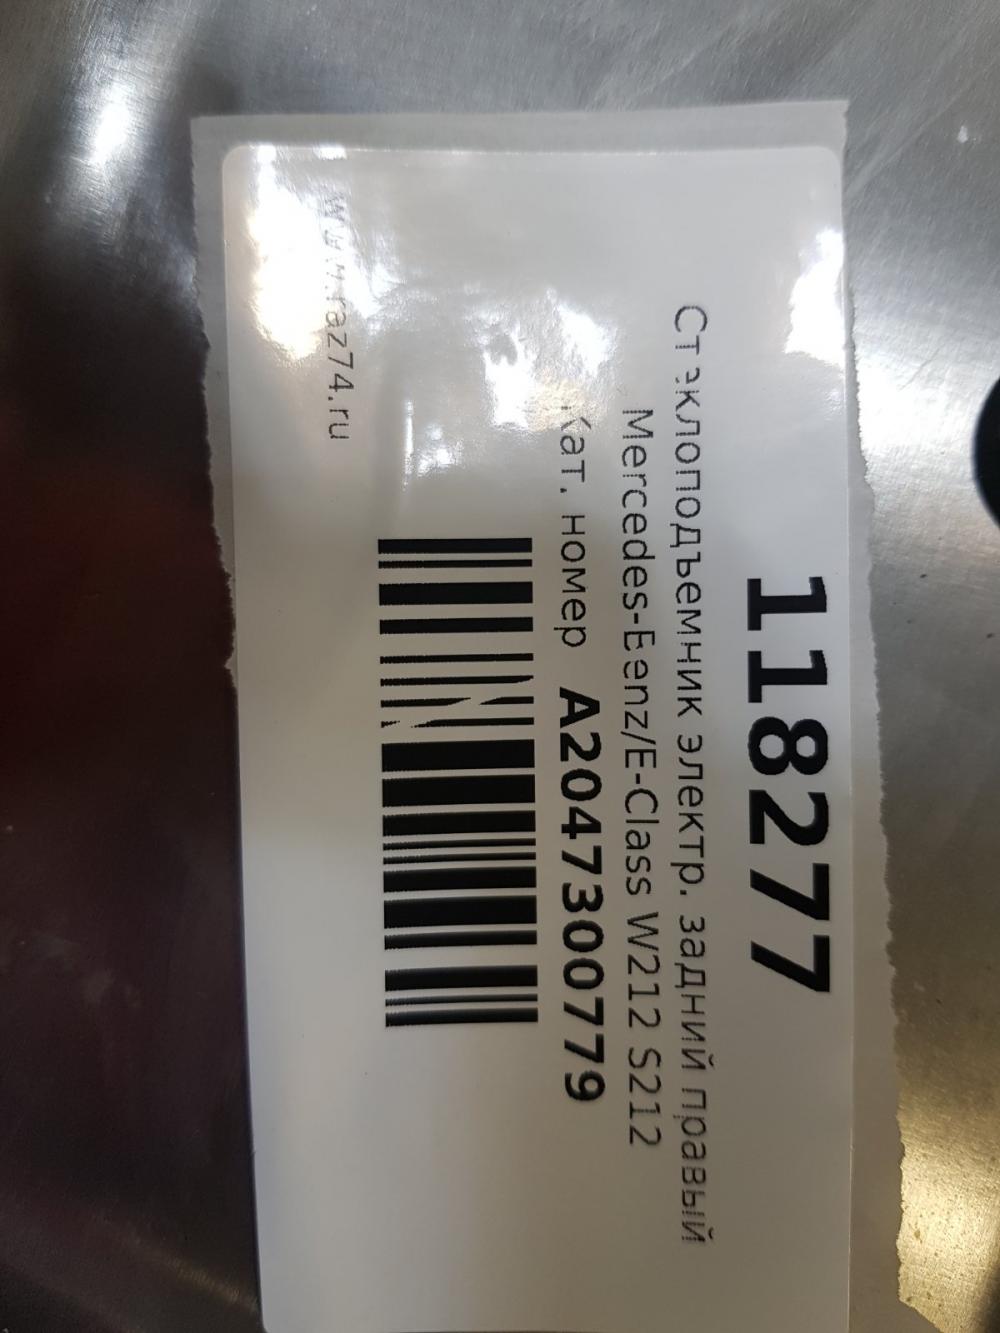 118277
Стеклоподъемник электр. задний правый
Mercedes-Benz/E-Class W212 S212
Кат. номер A2047300779
www.raz74.ru